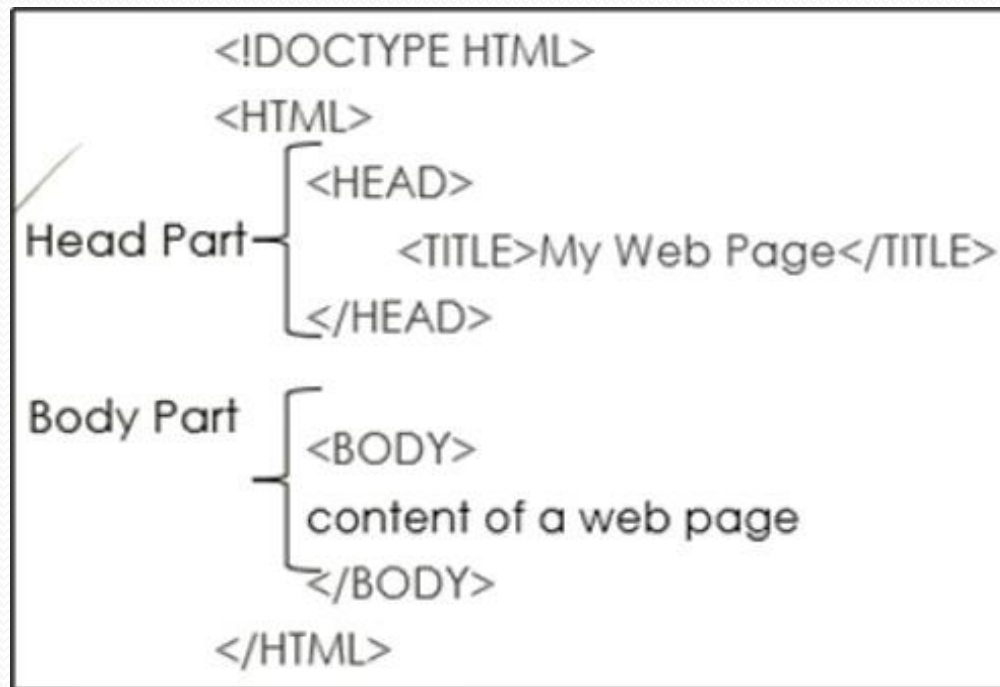 <!DOCTYPE HTML>
<HTML>
<HEAD>
Head Part
<TITLE>My Web Page</TITLE>
</HEAD>
Body Part
<BODY>
content of a web page
</BODY>
</HTML>